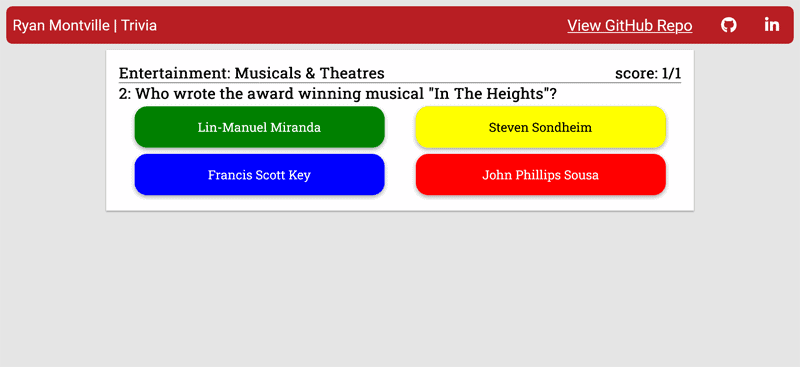 Ryan Montville | Trivia View GitHub Repo in
Entertainment: Musicals & Theatres score: 1/1
2: Who wrote the award winning musical "In The Heights"?
Lin-Manuel Miranda Steven Sondheim
Francis Scott Key John Phillips Sousa